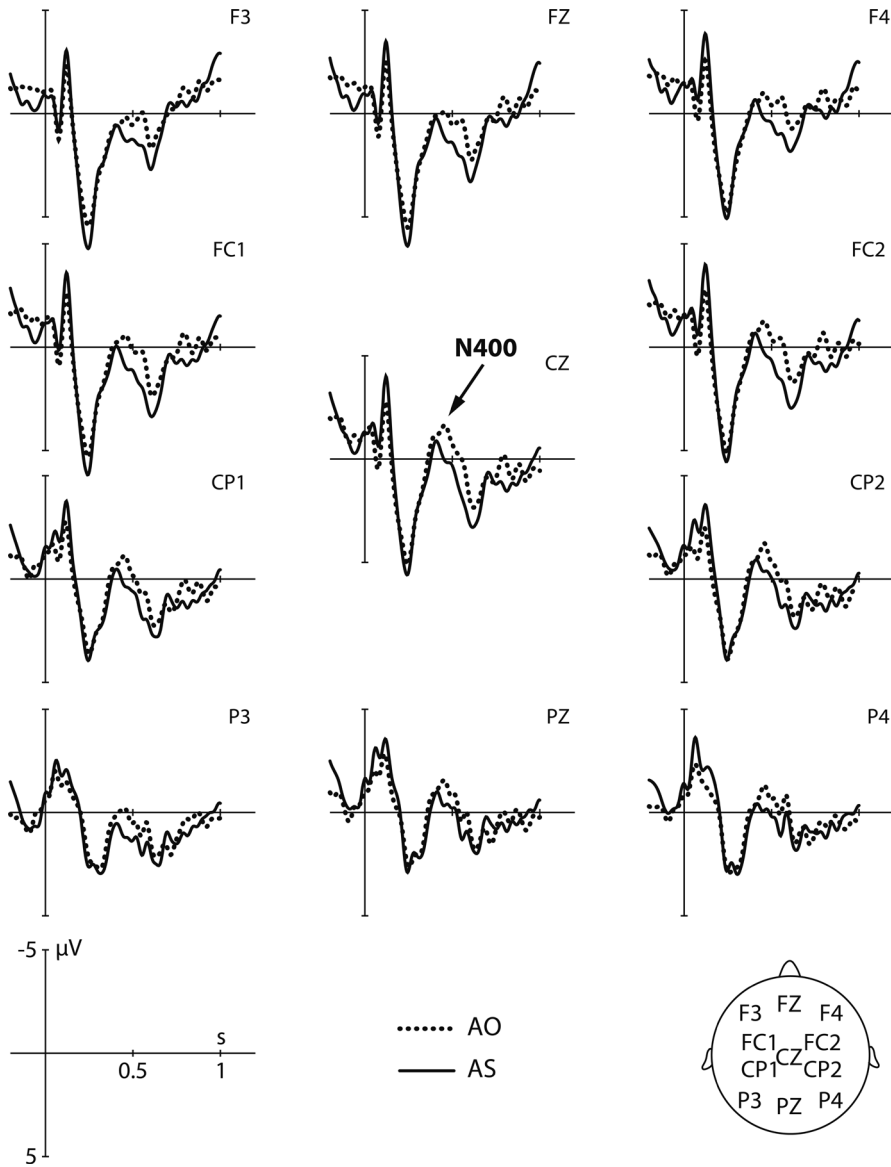 F3 FZ F4
FC1 FC2
N400 CZ
CP1 CP2
P3 PZ P4
-5 µV
s
0.5 1
5
AO
AS
FZ
F3 F4
FC1 FC2
CZ
CP1 CP2
P3 P4
PZ